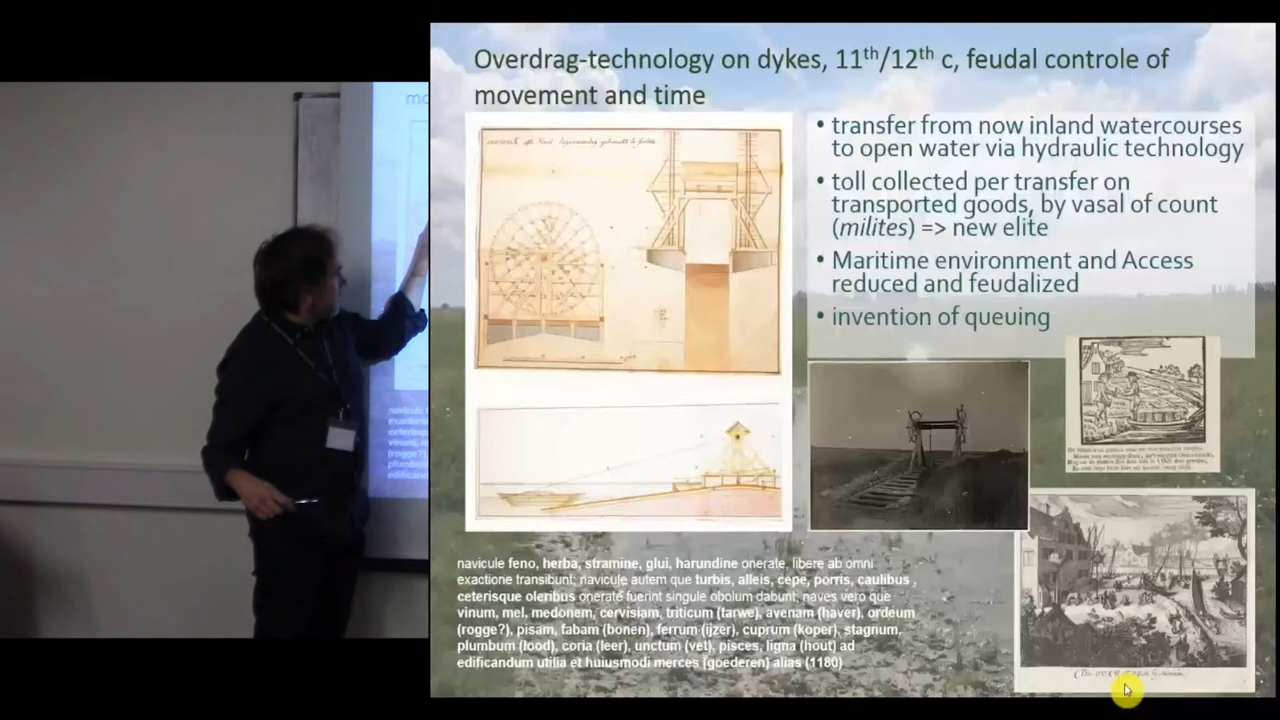 Overdrag-technology on dykes, 11th/12th c, feudal controle of
movement and time
• transfer from now inland watercourses
to open water via hydraulic technology
• toll collected per transfer on
transported goods, by vasal of count
(milites) => new elite
• Maritime environment and Access
reduced and feudalized
• invention of queuing
navicule feno, herba, stramine, glui, harundine onerate, libere ab omni
exactione transibunt; navicule autem que turbis, alleis, cepe, porris, caulibus ,
ceterisque oleribus onerate fuerint singule obolum dabunt, naves vero que
vinum, mel, medonem, cervisiam, triticum (tarwe), avenam (haver), ordeum
(rogge?), pisam, fabam (bonen), ferrum (ijzer), cuprum (koper), stagnum,
plumbum (lood), coria (leer), unctum (vet), pisces, ligna (hout) ad
edificandum utilia et huiusmodi merces (goederen) alias (1180)